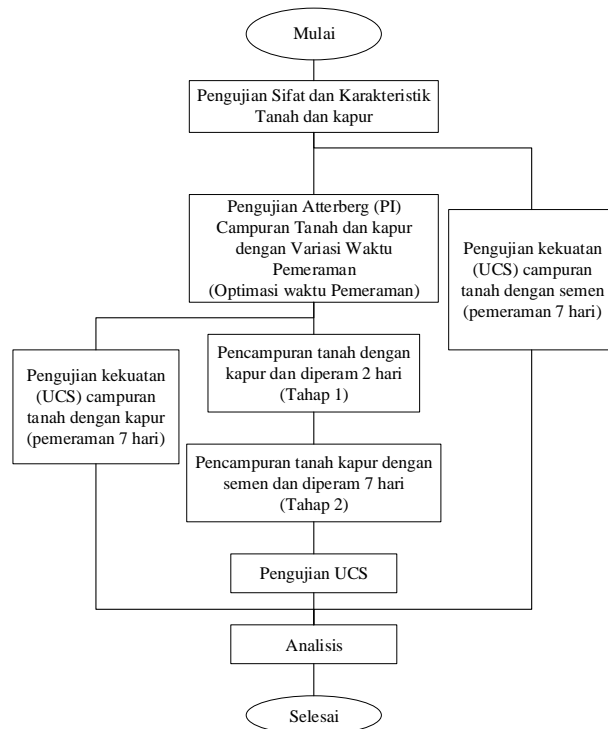 Mulai
Pengujian Sifat dan Karakteristik
Tanah dan kapur
Pengujian Atterberg (PI)
Campuran Tanah dan kapur
dengan Variasi Waktu
Pemeraman
(Optimasi waktu Pemeraman)
Pengujian kekuatan
(UCS) campuran
tanah dengan semen
(pemeraman 7 hari)
Pengujian kekuatan
(UCS) campuran
tanah dengan kapur
(pemeraman 7 hari)
Pencampuran tanah dengan
kapur dan diperam 2 hari
(Tahap 1)
Pencampuran tanah kapur dengan
semen dan diperam 7 hari
(Tahap 2)
Pengujian UCS
Analisis
Selesai